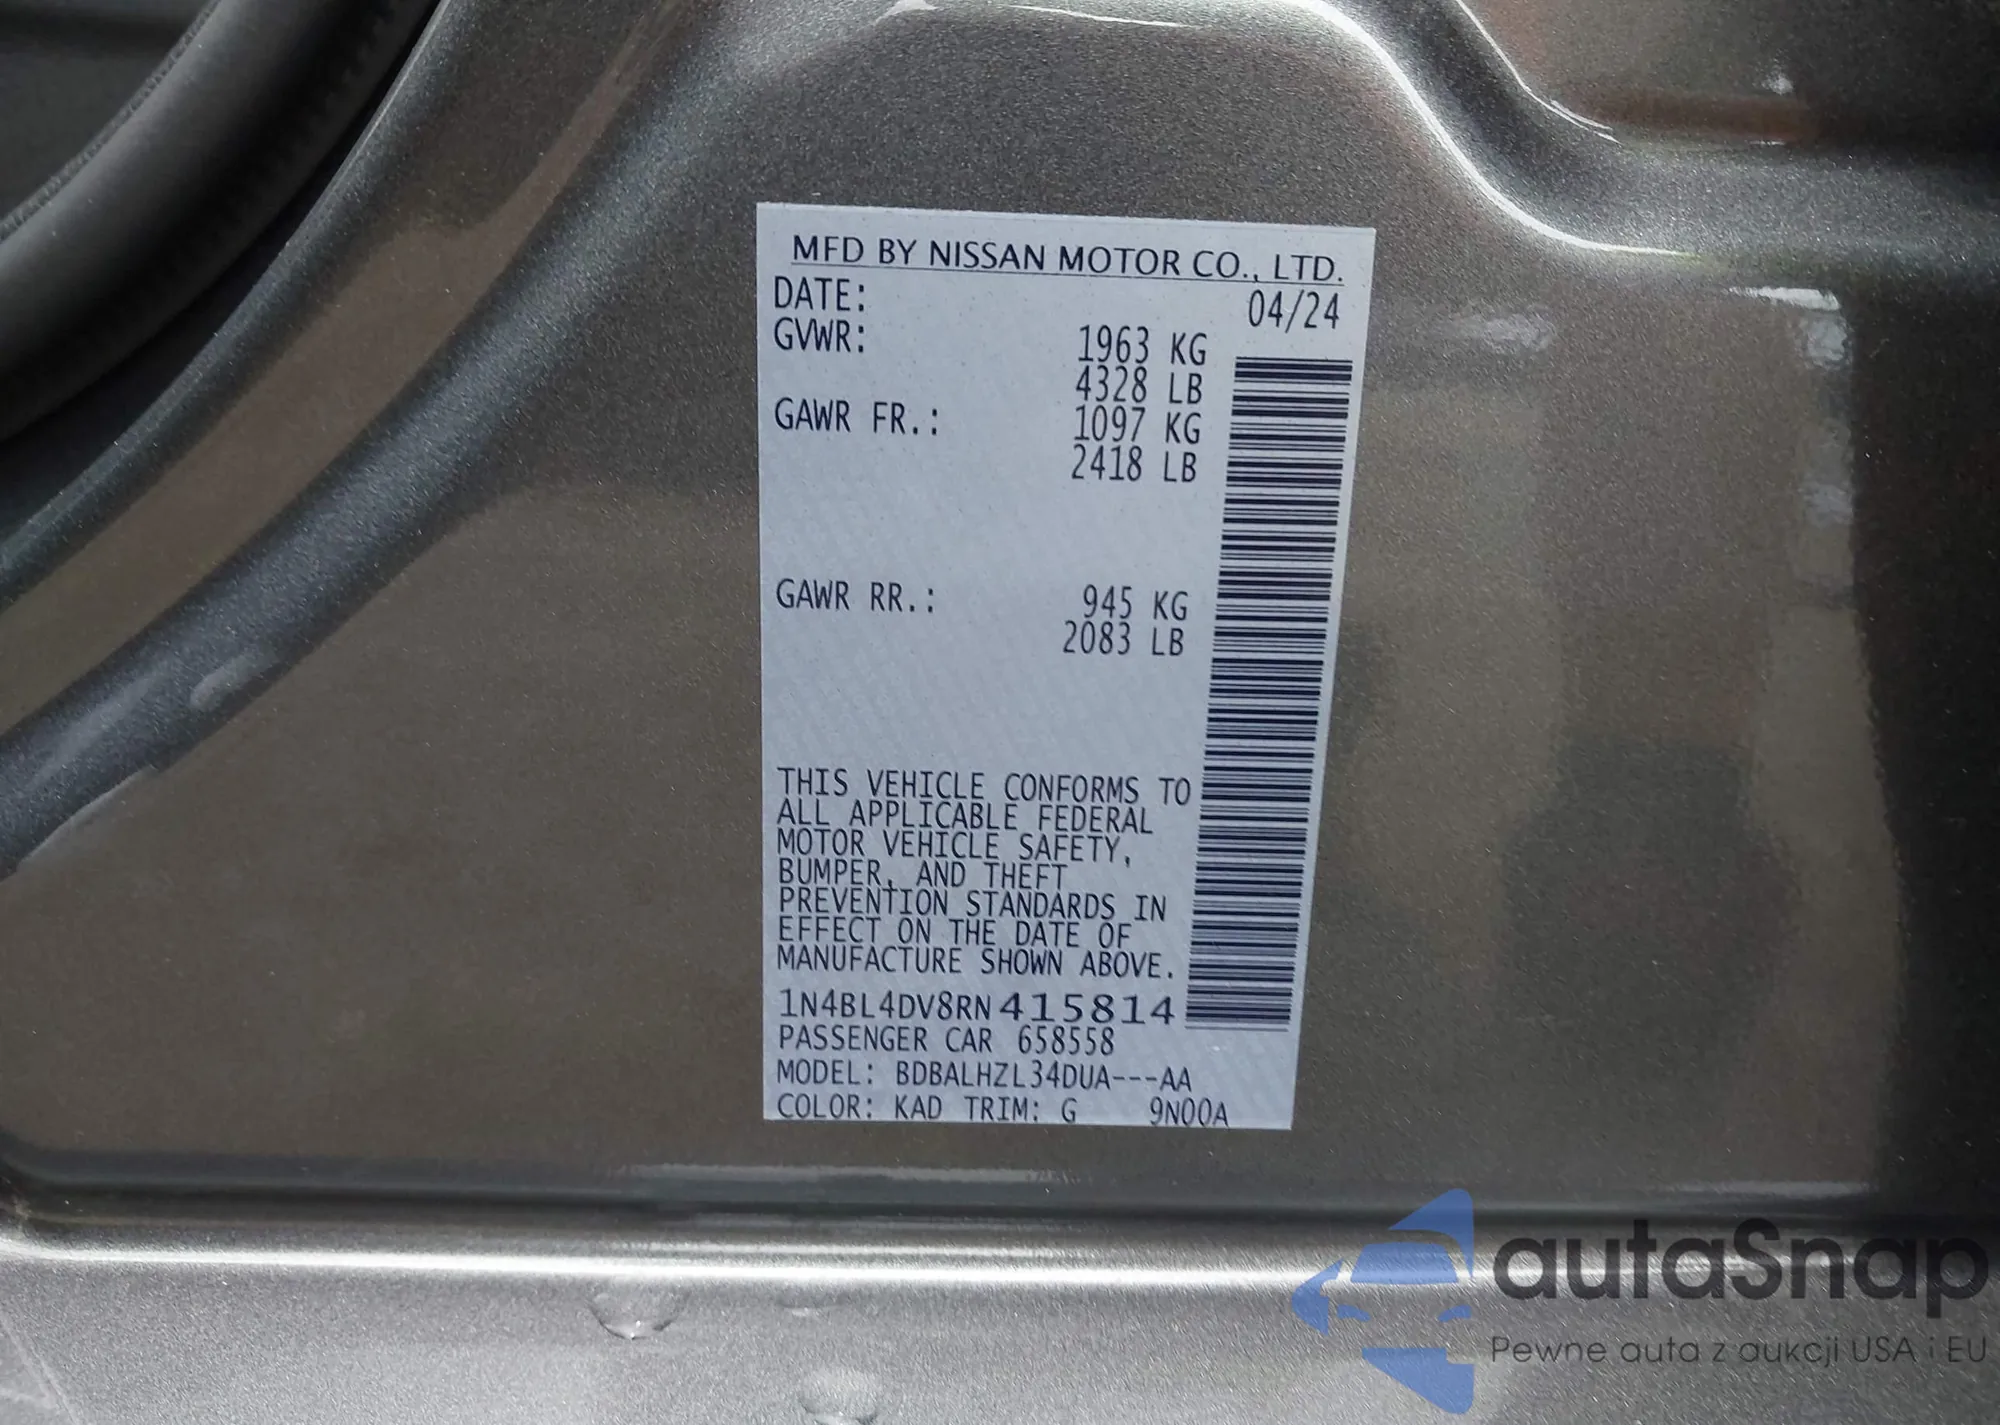 MFD BY NISSAN MOTOR CO., LTD.
DATE: 04/24
GVWR: 1963 KG
4328 LB
GAWR FR.: 1097 KG
2418 LB
GAWR RR.: 945 KG
2083 LB
THIS VEHICLE CONFORMS TO
ALL APPLICABLE FEDERAL
MOTOR VEHICLE SAFETY,
BUMPER, AND THEFT
PREVENTION STANDARDS IN
EFFECT ON THE DATE OF
MANUFACTURE SHOWN ABOVE.
1N4BL4DV8RN415814
PASSENGER CAR 658558
MODEL: BDBALHZL34DUA---AA
COLOR: KAD TRIM: G 9N00A
autaSnap
Pewne auta z aukcji USA i EU